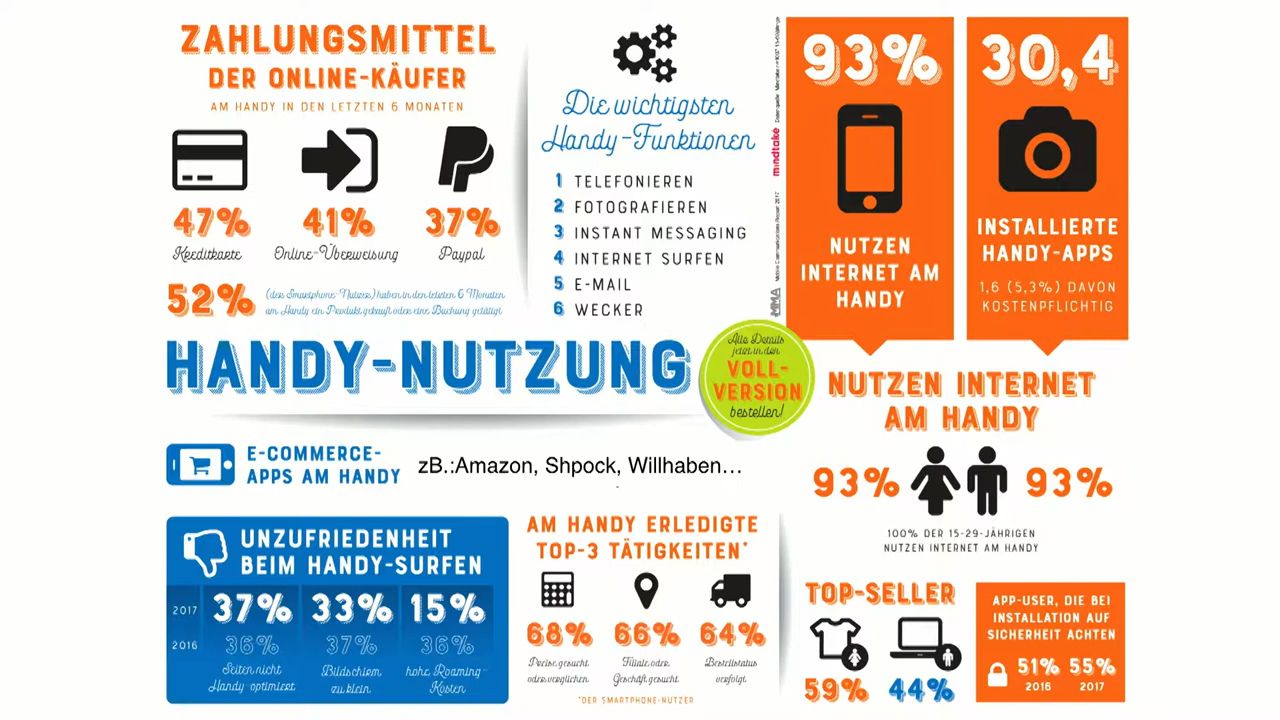 ZAHLUNGSMITTEL
DER ONLINE-KÄUFER
AM HANDY IN DEN LETZTEN 6 MONATEN
47% 41% 37%
Kreditkarte Online-Überweisung Paypal
52% (der Smartphone-Nutzer) haben in den letzten 6 Monaten
am Handy ein Produkt gekauft oder eine Buchung getätigt
Die wichtigsten
Handy-Funktionen
1 TELEFONIEREN
2 FOTOGRAFIEREN
3 INSTANT MESSAGING
4 INTERNET SURFEN
5 E-MAIL
6 WECKER
MMA Mobile Communications Report 2017 mindtake
93%
NUTZEN
INTERNET AM
HANDY
30,4
INSTALLIERTE
HANDY-APPS
1,6 (5,3%) DAVON
KOSTENPFLICHTIG
HANDY-NUTZUNG
Alle Details
jetzt in der
VOLL-
VERSION
bestellen!
NUTZEN INTERNET
AM HANDY
93% 93%
100% DER 15-29-JÄHRIGEN
NUTZEN INTERNET AM HANDY
E-COMMERCE-
APPS AM HANDY
zB.:Amazon, Shpock, Willhaben…
UNZUFRIEDENHEIT
BEIM HANDY-SURFEN
2017 37% 33% 15%
2016 36% 37% 36%
Seiten nicht Bildschirm hohe Roaming-
Handy optimiert zu klein Kosten
AM HANDY ERLEDIGTE
TOP-3 TÄTIGKEITEN*
68% 66% 64%
Preise gesucht Filiale oder Bestellstatus
oder verglichen Geschäft gesucht verfolgt
*DER SMARTPHONE-NUTZER
TOP-SELLER
59% 44%
APP-USER, DIE BEI
INSTALLATION AUF
SICHERHEIT ACHTEN
51% 55%
2016 2017